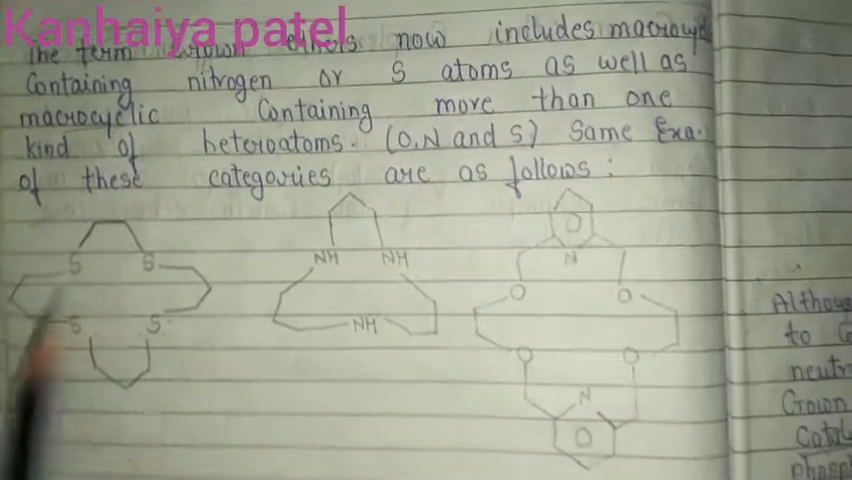 Kanhaiya patel
The term crown ethers now includes macrocycl
Containing nitrogen or S atoms as well as
macrocyclic Containing more than one
kind of heteroatoms. (O,N and S) Same Exa.
of these categories are as follows:
S S
S S
NH NH
NH
N
O O
O O
N
Althoug
to
neutr
Crown
Catal
phosph